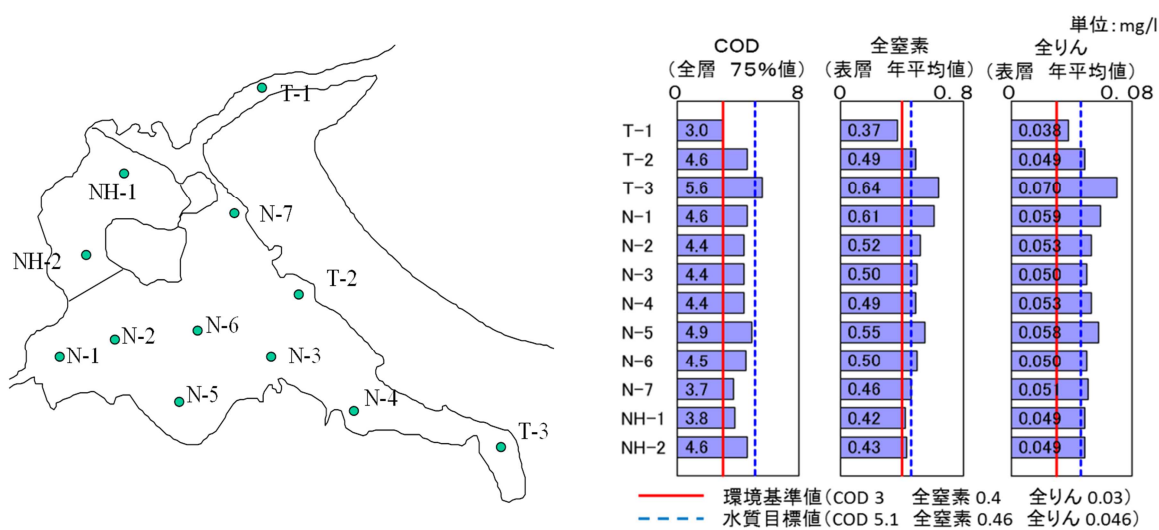 T-1
NH-1
N-7
NH-2
T-2
N-6
N-2
N-1
N-3
N-5
N-4
T-3
単位:mg/l
COD 全窒素 全りん
(全層 75%値) (表層 年平均値) (表層 年平均値)
0 8 0 0.8 0 0.08
T-1 3.0 0.37 0.038
T-2 4.6 0.49 0.049
T-3 5.6 0.64 0.070
N-1 4.6 0.61 0.059
N-2 4.4 0.52 0.053
N-3 4.4 0.50 0.050
N-4 4.4 0.49 0.053
N-5 4.9 0.55 0.058
N-6 4.5 0.50 0.050
N-7 3.7 0.46 0.051
NH-1 3.8 0.42 0.049
NH-2 4.6 0.43 0.049
環境基準値(COD 3 全窒素 0.4 全りん 0.03)
水質目標値(COD 5.1 全窒素 0.46 全りん 0.046)